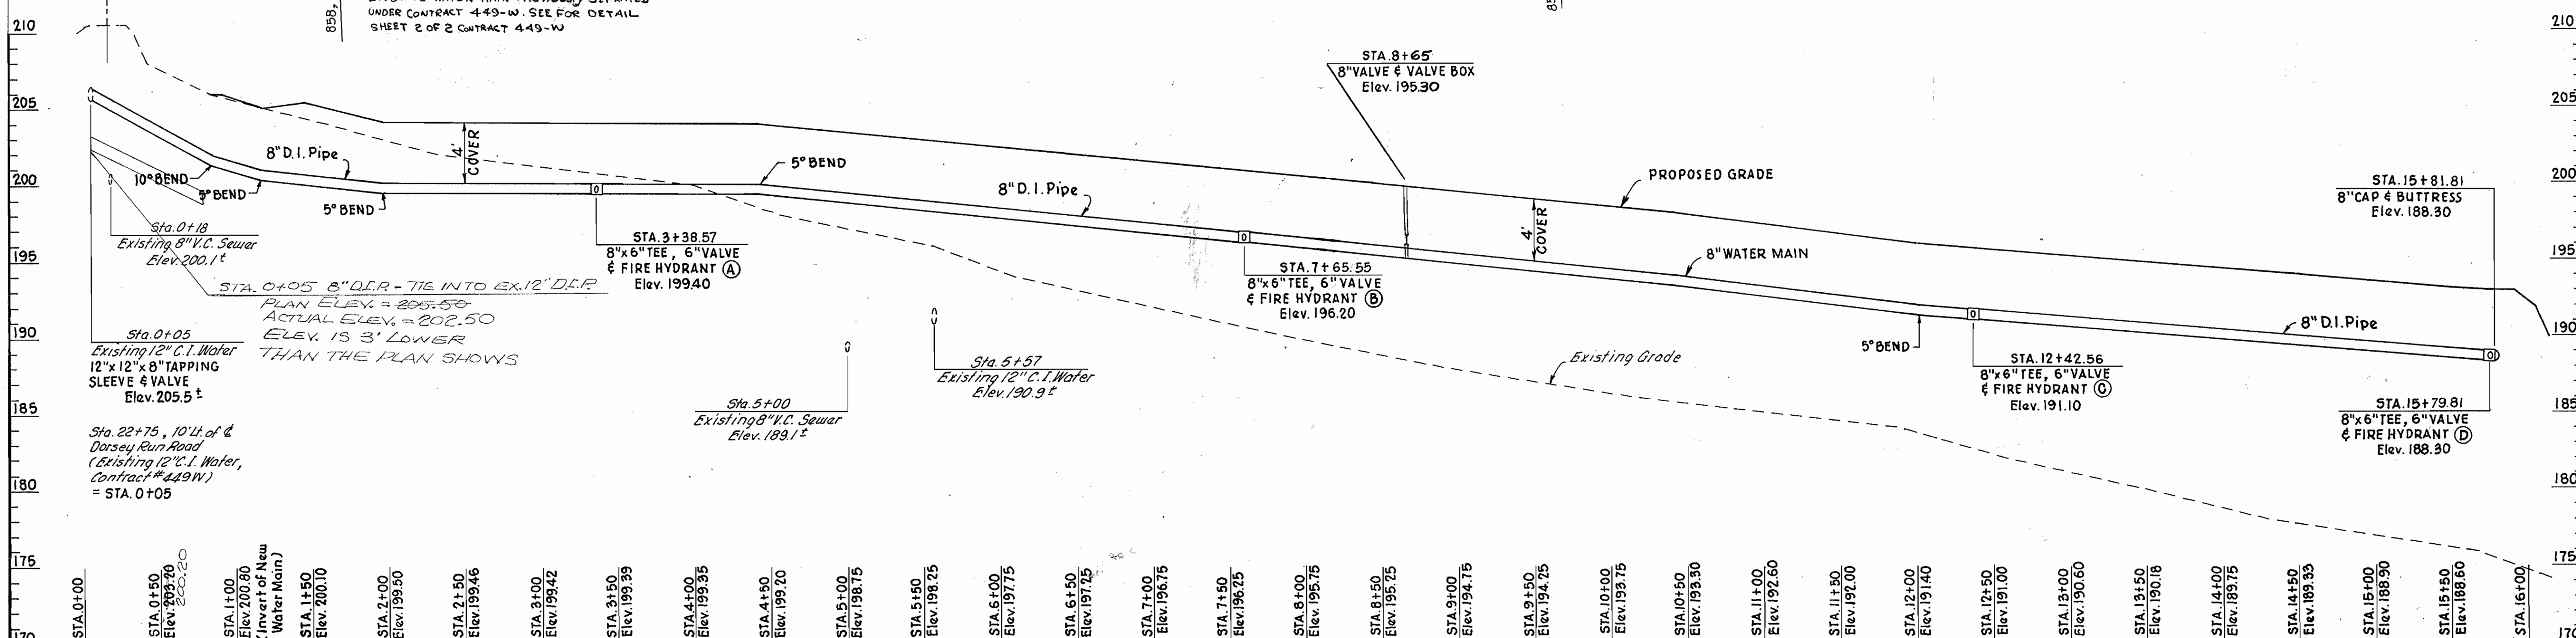 UNDER CONTRACT 449-W. SEE FOR DETAIL
SHEET 2 OF 2 CONTRACT 449-W
858,
85
210
205
200
195
190
185
180
175
170
210
205
200
195
190
185
180
175
170
8" D.I. Pipe
10° BEND
5° BEND
5° BEND
4' COVER
5° BEND
8" D.I. Pipe
STA. 8+65
8" VALVE & VALVE BOX
Elev. 195.30
PROPOSED GRADE
4' COVER
8" WATER MAIN
STA. 15+81.81
8" CAP & BUTTRESS
Elev. 188.30
Sta. 0+18
Existing 8" V.C. Sewer
Elev. 200.1±
STA. 3+38.57
8"x 6" TEE, 6" VALVE
& FIRE HYDRANT (A)
Elev. 199.40
STA. 7+65.55
8"x 6" TEE, 6" VALVE
& FIRE HYDRANT (B)
Elev. 196.20
STA. 0+05 8" D.I.P. - TIE INTO EX. 12" D.I.P.
PLAN ELEV. = 205.50
ACTUAL ELEV. = 202.50
ELEV. IS 3' LOWER
THAN THE PLAN SHOWS
Sta. 0+05
Existing 12" C.I. Water
12"x 12"x 8" TAPPING
SLEEVE & VALVE
Elev. 205.5±
Sta. 22+75, 10' Lt. of ℄
Dorsey Run Road
(Existing 12" C.I. Water,
Contract #449W)
= STA. 0+05
Sta. 5+00
Existing 8" V.C. Sewer
Elev. 189.1±
Sta. 5+57
Existing 12" C.I. Water
Elev. 190.9±
Existing Grade
5° BEND
STA. 12+42.56
8"x 6" TEE, 6" VALVE
& FIRE HYDRANT (C)
Elev. 191.10
8" D.I. Pipe
STA. 15+79.81
8"x 6" TEE, 6" VALVE
& FIRE HYDRANT (D)
Elev. 188.30
STA. 0+00
STA. 0+50
Elev. 203.20
200.20
STA. 1+00
Elev. 200.80
(Invert of New
Water Main)
STA. 1+50
Elev. 200.10
STA. 2+00
Elev. 199.50
STA. 2+50
Elev. 199.46
STA. 3+00
Elev. 199.42
STA. 3+50
Elev. 199.39
STA. 4+00
Elev. 199.35
STA. 4+50
Elev. 199.20
STA. 5+00
Elev. 198.75
STA. 5+50
Elev. 198.25
STA. 6+00
Elev. 197.75
STA. 6+50
Elev. 197.25
STA. 7+00
Elev. 196.75
STA. 7+50
Elev. 196.25
STA. 8+00
Elev. 195.75
STA. 8+50
Elev. 195.25
STA. 9+00
Elev. 194.75
STA. 9+50
Elev. 194.25
STA. 10+00
Elev. 193.75
STA. 10+50
Elev. 193.30
STA. 11+00
Elev. 192.60
STA. 11+50
Elev. 192.00
STA. 12+00
Elev. 191.40
STA. 12+50
Elev. 191.00
STA. 13+00
Elev. 190.60
STA. 13+50
Elev. 190.18
STA. 14+00
Elev. 189.75
STA. 14+50
Elev. 189.33
STA. 15+00
Elev. 188.90
STA. 15+50
Elev. 188.60
STA. 16+00